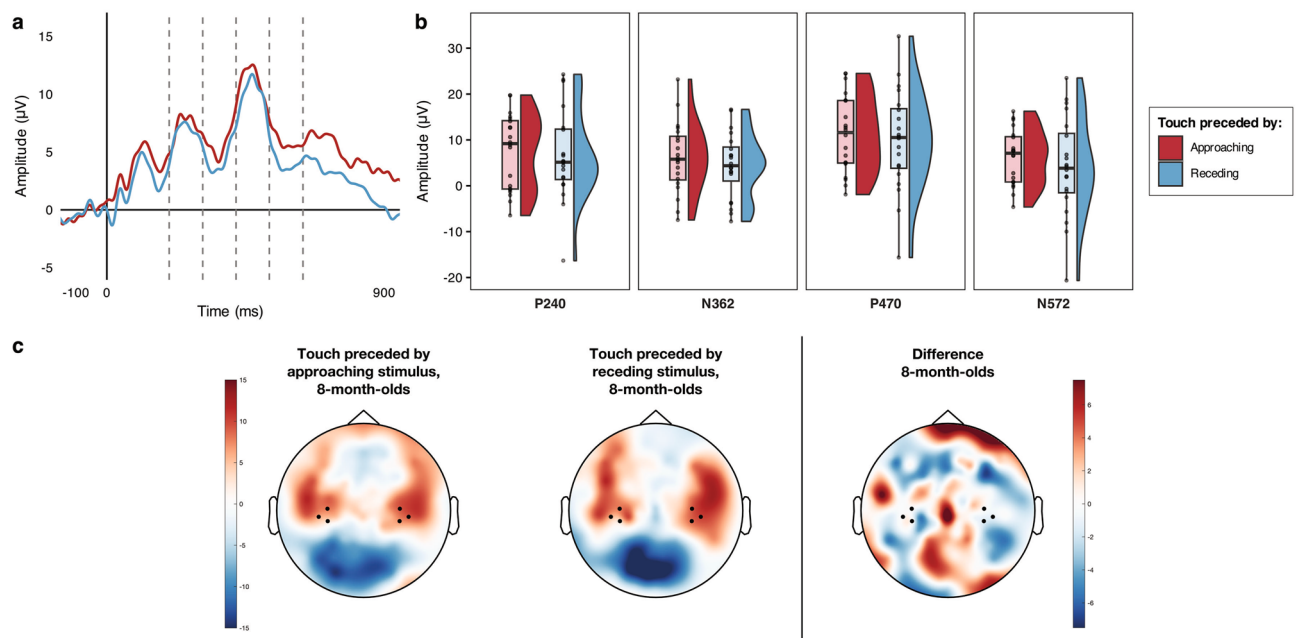 a
15
10
5
0
-5
Amplitude (µV)
-100
0
900
Time (ms)
b
30
20
10
0
-10
-20
Amplitude (µV)
P240
N362
P470
N572
Touch preceded by:
Approaching
Receding
c
Touch preceded by
approaching stimulus,
8-month-olds
Touch preceded by
receding stimulus,
8-month-olds
Difference
8-month-olds
15
10
5
0
-5
-10
-15
6
4
2
0
-2
-4
-6